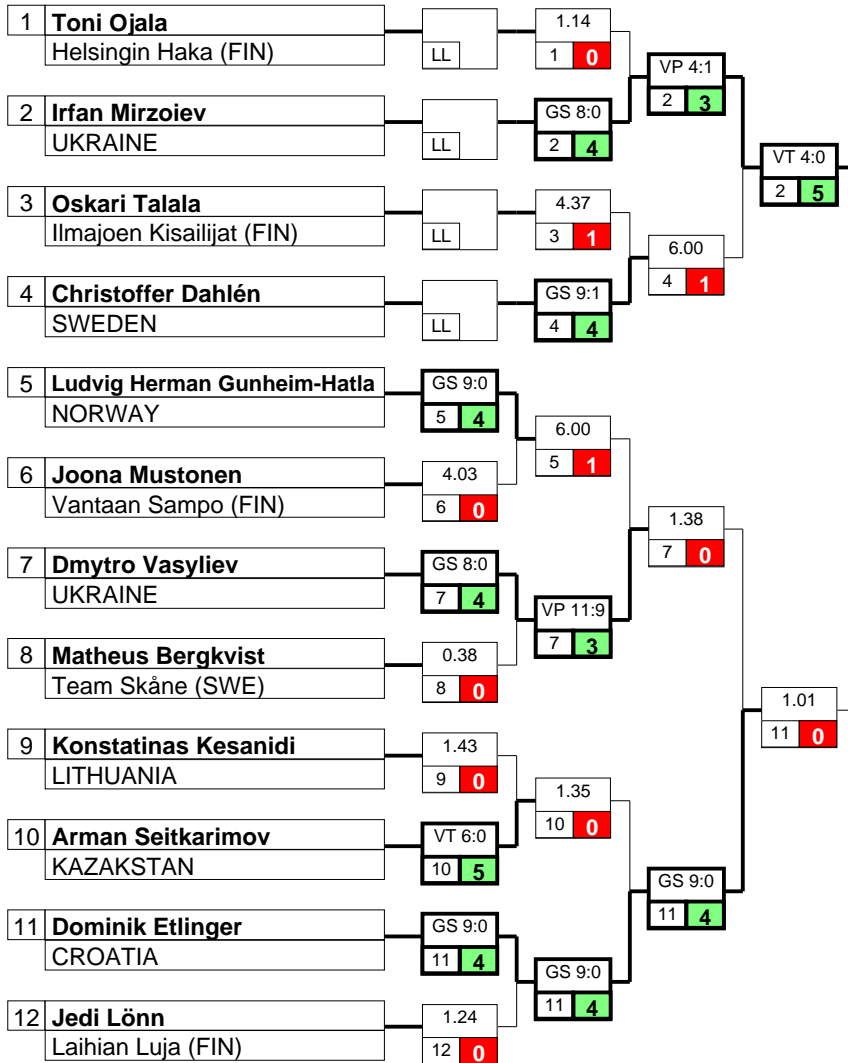 1 Toni Ojala
Helsingin Haka (FIN)
LL
1.14
1 0
VP 4:1
2 3
2 Irfan Mirzoiev
UKRAINE
LL
GS 8:0
2 4
VT 4:0
2 5
3 Oskari Talala
Ilmajoen Kisailijat (FIN)
LL
4.37
3 1
6.00
4 1
4 Christoffer Dahlén
SWEDEN
LL
GS 9:1
4 4
5 Ludvig Herman Gunheim-Hatla
NORWAY
GS 9:0
5 4
6.00
5 1
6 Joona Mustonen
Vantaan Sampo (FIN)
4.03
6 0
1.38
7 0
7 Dmytro Vasyliev
UKRAINE
GS 8:0
7 4
VP 11:9
7 3
8 Matheus Bergkvist
Team Skåne (SWE)
0.38
8 0
1.01
11 0
9 Konstatinas Kesanidi
LITHUANIA
1.43
9 0
1.35
10 0
10 Arman Seitkarimov
KAZAKSTAN
VT 6:0
10 5
GS 9:0
11 4
11 Dominik Etlinger
CROATIA
GS 9:0
11 4
GS 9:0
11 4
12 Jedi Lönn
Laihian Luja (FIN)
1.24
12 0